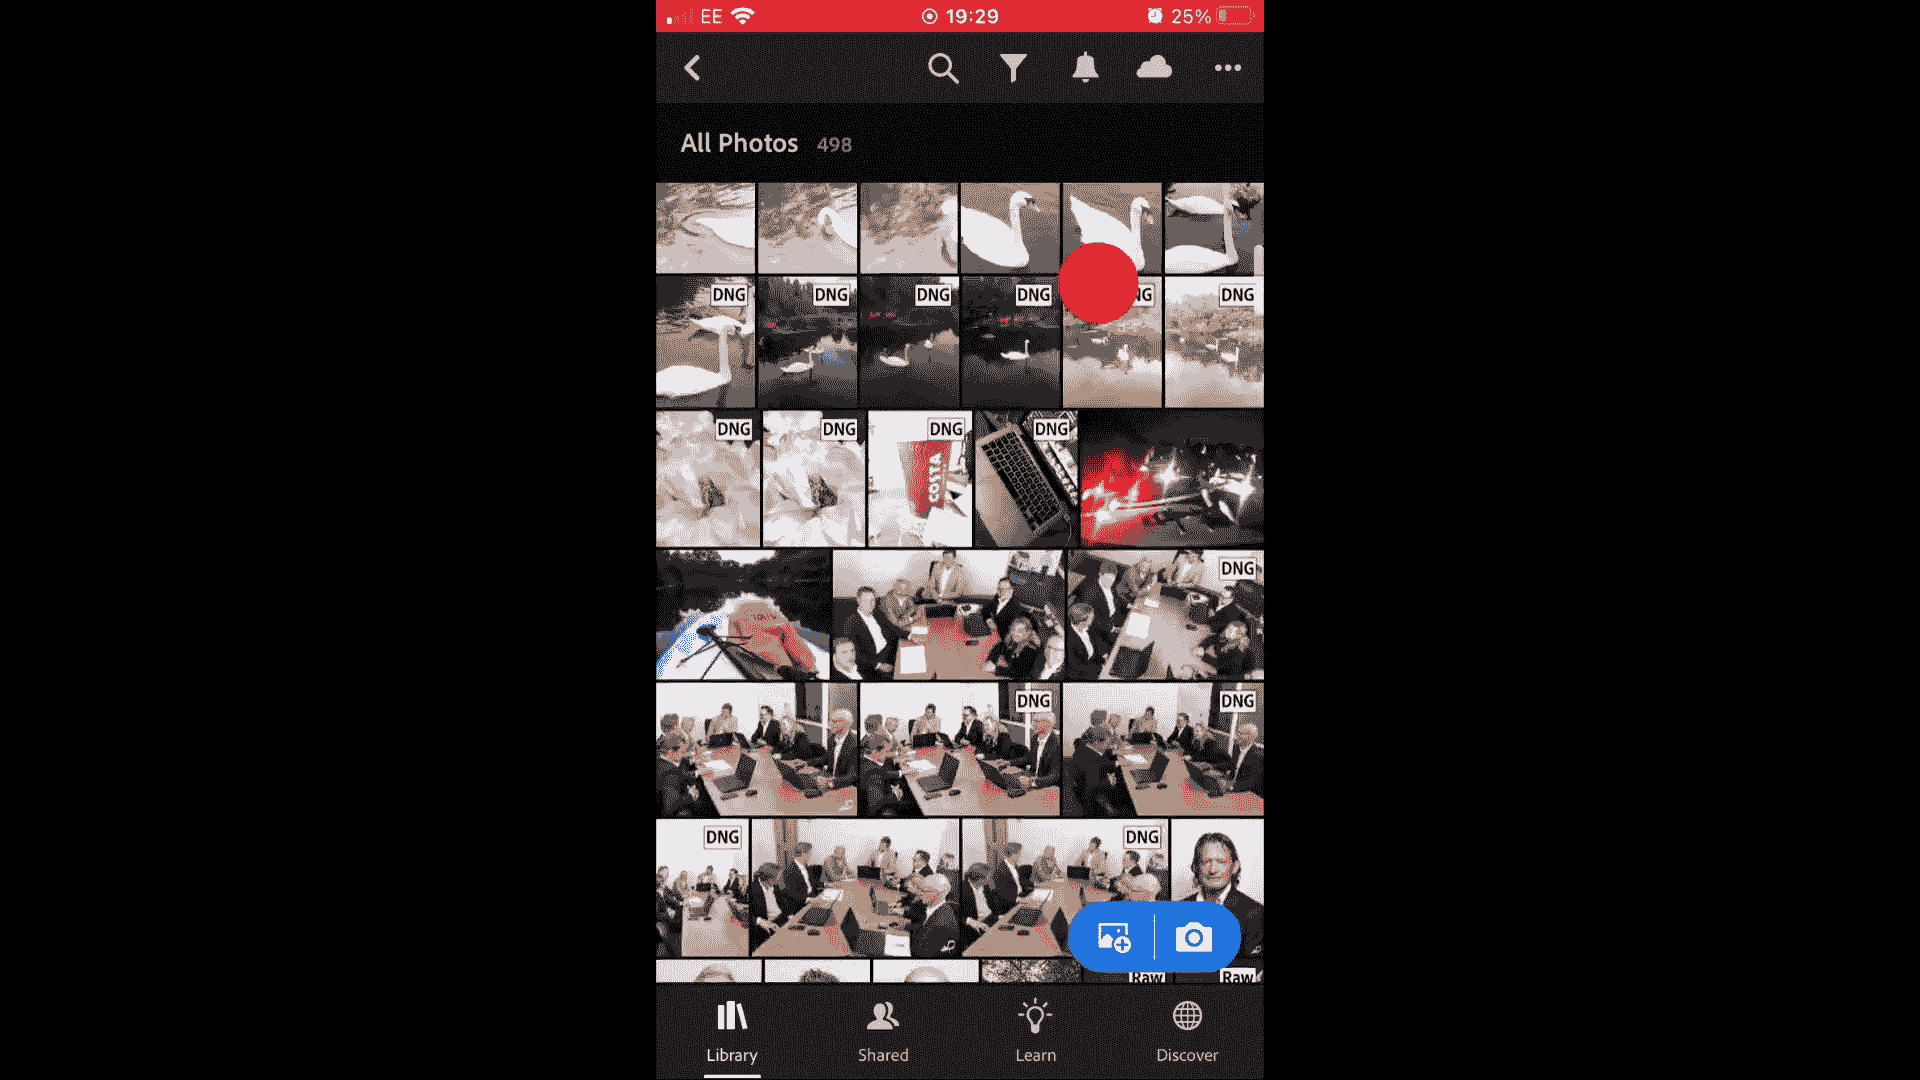 EE 19:29 25%
All Photos 498
DNG DNG DNG DNG NG DNG
DNG DNG DNG DNG
COSTA
DNG
DNG DNG
DNG DNG
Raw Raw
Library Shared Learn Discover